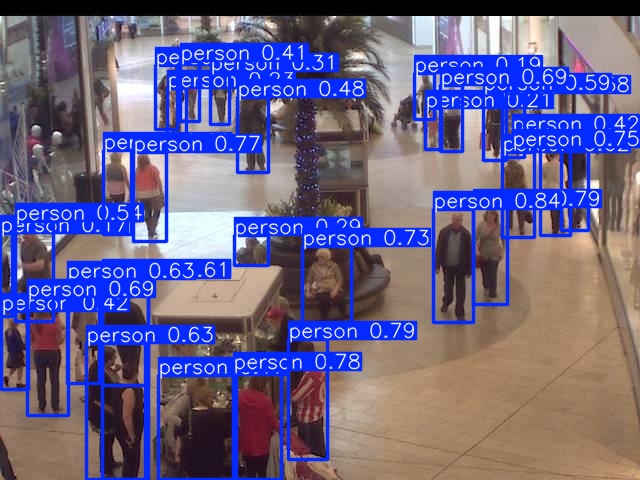 person 0.41
person 0.31
person 0.23
person 0.48
person 0.19
person 0.69
0.59
person 0.21
person 0.42
person 0.75
person 0.77
person 0.54
person 0.17
person 0.29
person 0.73
person 0.84
0.79
person 0.63
0.61
person 0.69
person 0.42
person 0.63
person 0.79
person 0.78
person